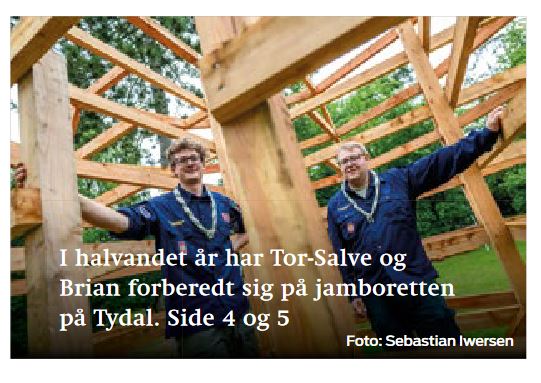 I halvandet år har Tor-Salve og
Brian forberedt sig på jamboretten
på Tydal. Side 4 og 5
Foto: Sebastian Iwersen